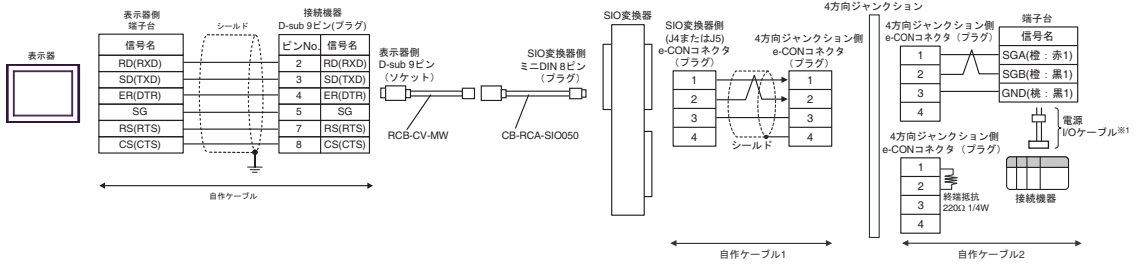 表示器
表示器側
端子台
信号名
RD(RXD)
SD(TXD)
ER(DTR)
SG
RS(RTS)
CS(CTS)
シールド
接続機器
D-sub 9ピン(プラグ)
ピンNo. 信号名
2 RD(RXD)
3 SD(TXD)
4 ER(DTR)
5 SG
7 RS(RTS)
8 CS(CTS)
自作ケーブル
表示器側
D-sub 9ピン
(ソケット)
RCB-CV-MW
SIO変換器側
ミニDIN 8ピン
(プラグ)
CB-RCA-SIO050
SIO変換器
SIO変換器側
(J4またはJ5)
e-CONコネクタ
(プラグ)
1
2
3
4
シールド
4方向ジャンクション側
e-CONコネクタ
(プラグ)
1
2
3
4
自作ケーブル1
4方向ジャンクション
4方向ジャンクション側
e-CONコネクタ(プラグ)
1
2
3
4
端子台
信号名
SGA(橙:赤1)
SGB(橙:黒1)
GND(桃:黒1)
電源
I/Oケーブル※1
接続機器
4方向ジャンクション側
e-CONコネクタ(プラグ)
1
2
3
4
終端抵抗
220Ω 1/4W
自作ケーブル2